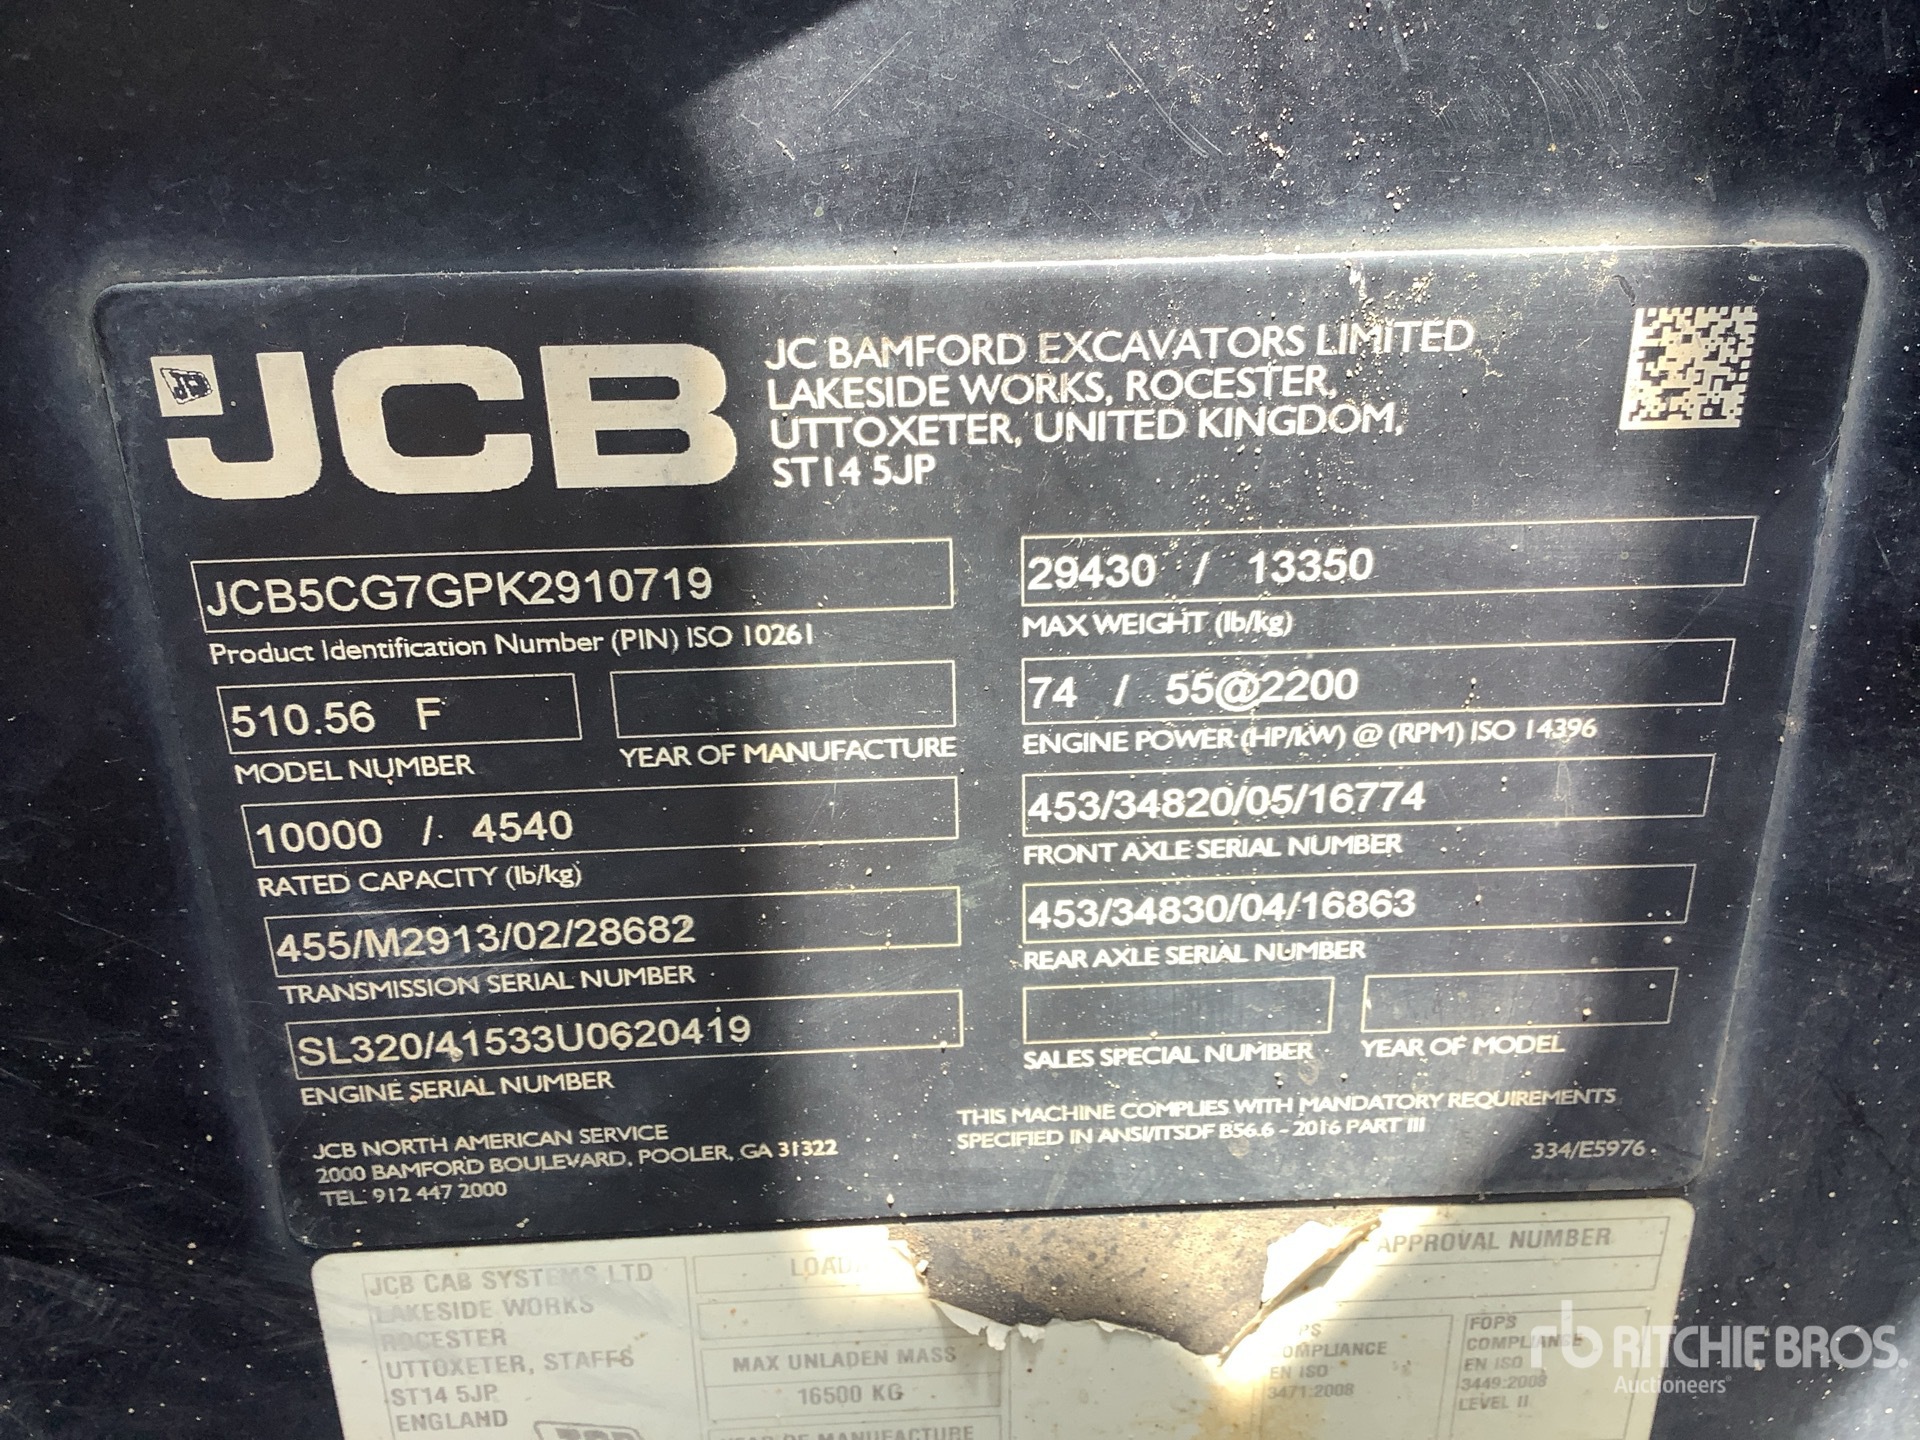 JCB
JC BAMFORD EXCAVATORS LIMITED
LAKESIDE WORKS, ROCESTER,
UTTOXETER, UNITED KINGDOM,
ST14 5JP
JCB5CG7GPK2910719
Product Identification Number (PIN) ISO 10261
510.56 F
MODEL NUMBER
YEAR OF MANUFACTURE
10000 / 4540
RATED CAPACITY (lb/kg)
455/M2913/02/28682
TRANSMISSION SERIAL NUMBER
SL320/41533U0620419
ENGINE SERIAL NUMBER
29430 / 13350
MAX WEIGHT (lb/kg)
74 / 55@2200
ENGINE POWER (HP/kW) @ (RPM) ISO 14396
453/34820/05/16774
FRONT AXLE SERIAL NUMBER
453/34830/04/16863
REAR AXLE SERIAL NUMBER
SALES SPECIAL NUMBER
YEAR OF MODEL
JCB NORTH AMERICAN SERVICE
2000 BAMFORD BOULEVARD, POOLER, GA 31322
TEL: 912 447 2000
THIS MACHINE COMPLIES WITH MANDATORY REQUIREMENTS
SPECIFIED IN ANSI/ITSDF B56.6 - 2016 PART III
334/E5976
JCB CAB SYSTEMS LTD
LAKESIDE WORKS
ROCESTER
UTTOXETER, STAFFS
ST14 5JP
ENGLAND
MAX UNLADEN MASS
16500 KG
YEAR OF MANUFACTURE
APPROVAL NUMBER
EN ISO
3471:2008
FOPS
COMPLIANCE
EN ISO
3449:2008
LEVEL II
rb RITCHIE BROS.
Auctioneers